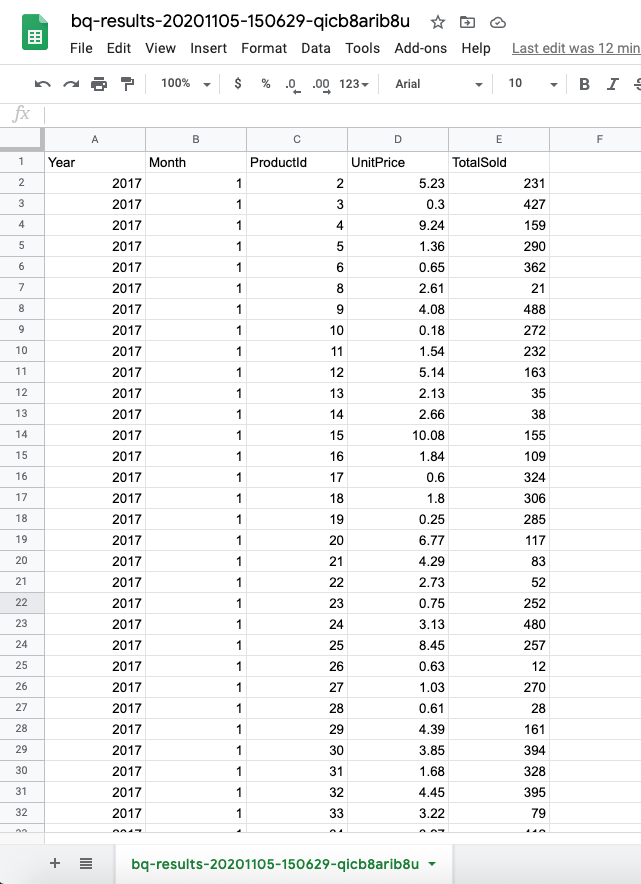 bq-results-20201105-150629-qicb8arib8u
File Edit View Insert Format Data Tools Add-ons Help Last edit was 12 min
100% $ % .0 .00 123 Arial 10 B I S
fx
A B C D E F
1 Year Month ProductId UnitPrice TotalSold
2 2017 1 2 5.23 231
3 2017 1 3 0.3 427
4 2017 1 4 9.24 159
5 2017 1 5 1.36 290
6 2017 1 6 0.65 362
7 2017 1 8 2.61 21
8 2017 1 9 4.08 488
9 2017 1 10 0.18 272
10 2017 1 11 1.54 232
11 2017 1 12 5.14 163
12 2017 1 13 2.13 35
13 2017 1 14 2.66 38
14 2017 1 15 10.08 155
15 2017 1 16 1.84 109
16 2017 1 17 0.6 324
17 2017 1 18 1.8 306
18 2017 1 19 0.25 285
19 2017 1 20 6.77 117
20 2017 1 21 4.29 83
21 2017 1 22 2.73 52
22 2017 1 23 0.75 252
23 2017 1 24 3.13 480
24 2017 1 25 8.45 257
25 2017 1 26 0.63 12
26 2017 1 27 1.03 270
27 2017 1 28 0.61 28
28 2017 1 29 4.39 161
29 2017 1 30 3.85 394
30 2017 1 31 1.68 328
31 2017 1 32 4.45 395
32 2017 1 33 3.22 79
bq-results-20201105-150629-qicb8arib8u